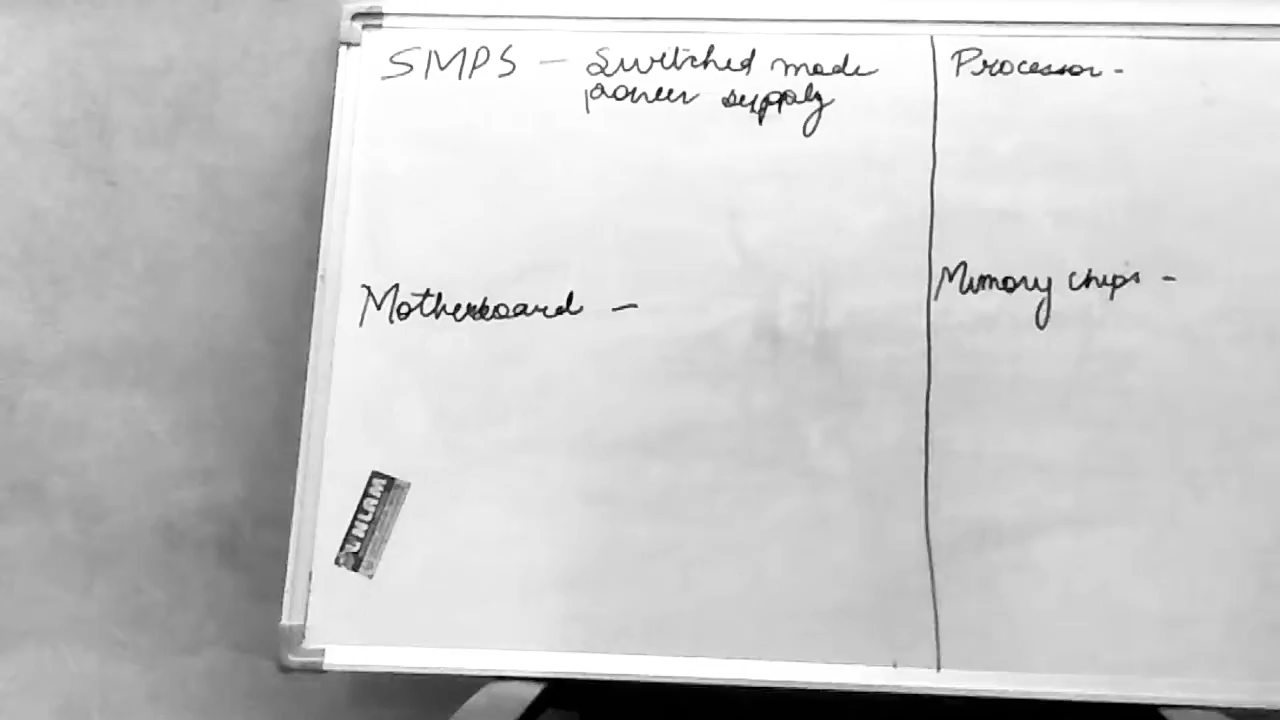 SMPS - Switched mode
power supply
Motherboard -
Processor -
Memory chips -